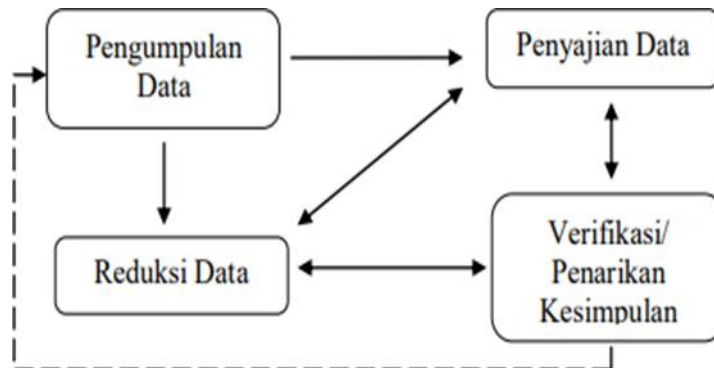 Pengumpulan
Data
Penyajian Data
Reduksi Data
Verifikasi/
Penarikan
Kesimpulan